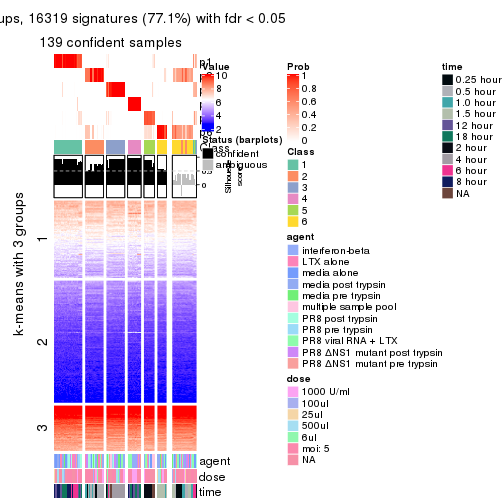 ups, 16319 signatures (77.1%) with fdr < 0.05
139 confident samples
k-means with 3 groups
1
2
3
p1
Value
10
8
6
4
2
Status (barplots)
confident
ambiguous
0
Silhouette
score
agent
dose
time
Prob
1
0.8
0.6
0.4
0.2
0
Class
1
2
3
4
5
6
agent
interferon-beta
LTX alone
media alone
media post trypsin
media pre trypsin
multiple sample pool
PR8 post trypsin
PR8 pre trypsin
PR8 viral RNA + LTX
PR8 ΔNS1 mutant post trypsin
PR8 ΔNS1 mutant pre trypsin
dose
1000 U/ml
100ul
25ul
500ul
6ul
moi: 5
NA
time
0.25 hour
0.5 hour
1.0 hour
1.5 hour
12 hour
18 hour
2 hour
4 hour
6 hour
8 hour
NA